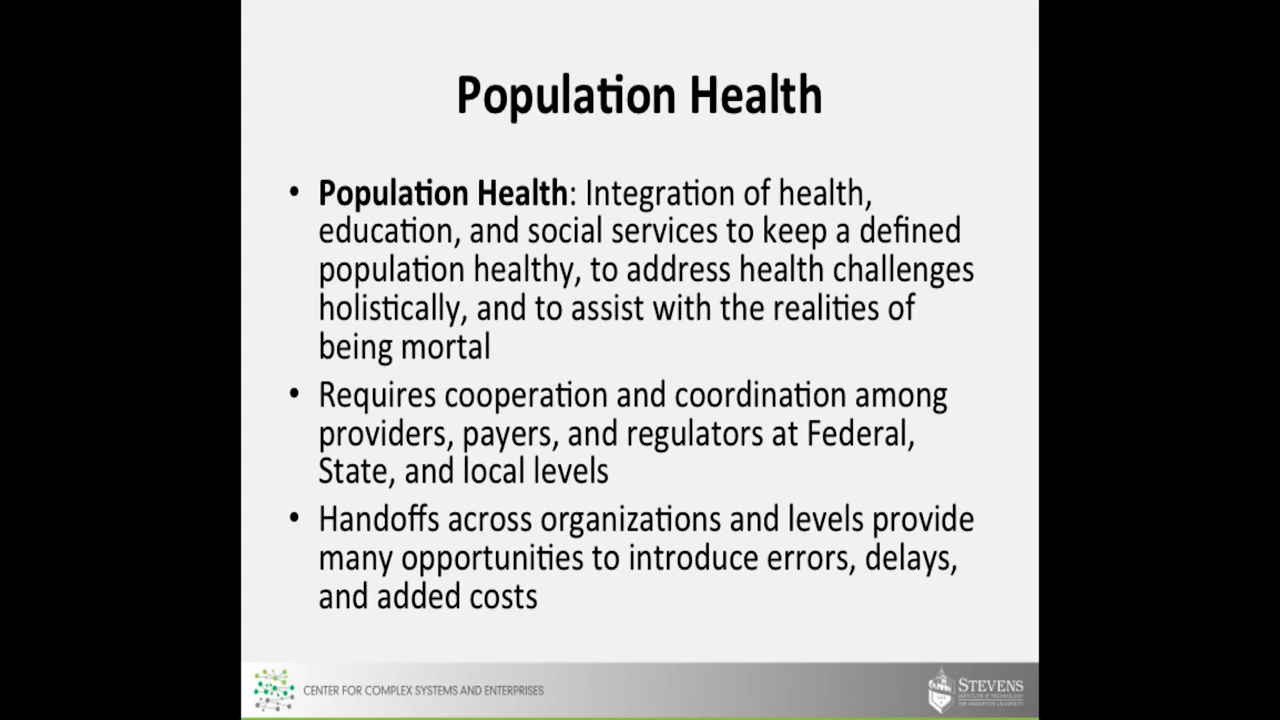 Population Health
• Population Health: Integration of health,
education, and social services to keep a defined
population healthy, to address health challenges
holistically, and to assist with the realities of
being mortal
• Requires cooperation and coordination among
providers, payers, and regulators at Federal,
State, and local levels
• Handoffs across organizations and levels provide
many opportunities to introduce errors, delays,
and added costs
CENTER FOR COMPLEX SYSTEMS AND ENTERPRISES
STEVENS
INSTITUTE OF TECHNOLOGY
THE INNOVATION UNIVERSITY